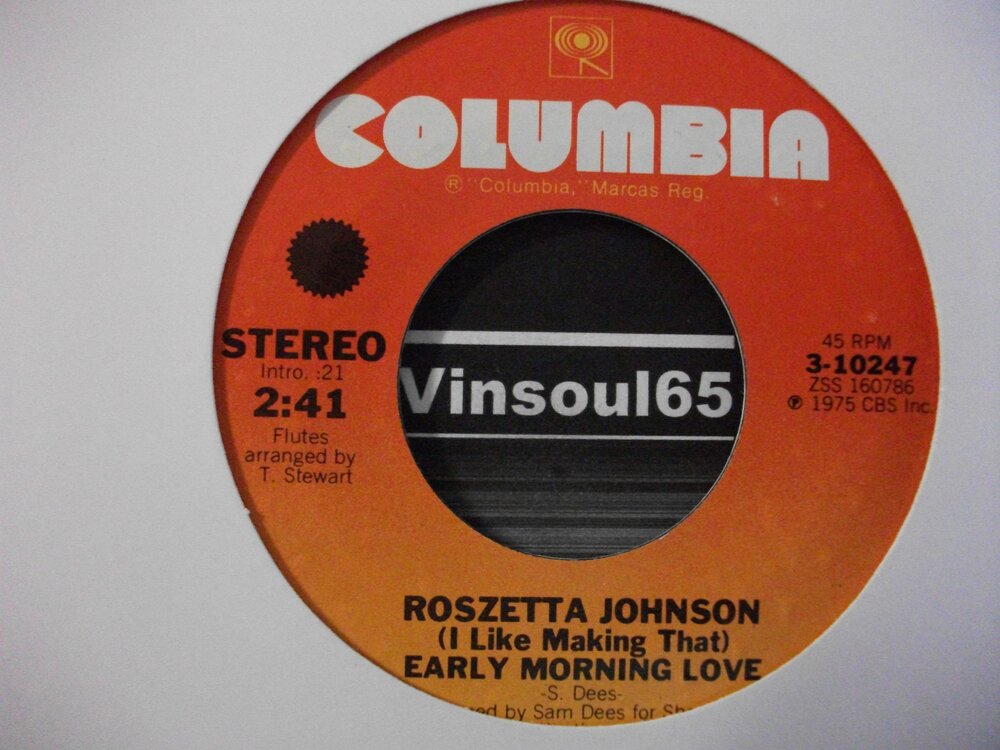 COLUMBIA
® "Columbia," Marcas Reg.
STEREO
Intro. :21
2:41
Flutes
arranged by
T. Stewart
Vinsoul65
45 RPM
3-10247
ZSS 160786
℗ 1975 CBS Inc.
ROSZETTA JOHNSON
(I Like Making That)
EARLY MORNING LOVE
-S. Dees-
by Sam Dees for